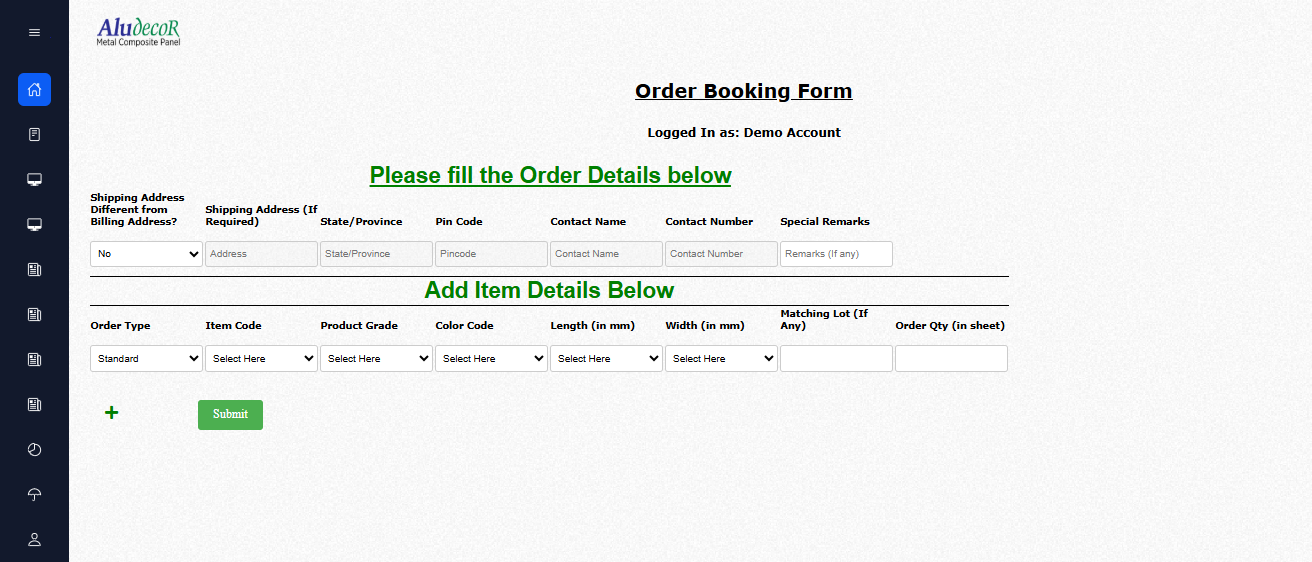 AludecoR
Metal Composite Panel
Order Booking Form
Logged In as: Demo Account
Please fill the Order Details below
Shipping Address
Different from
Billing Address?
Shipping Address (If
Required)
State/Province
Pin Code
Contact Name
Contact Number
Special Remarks
No
Address
State/Province
Pincode
Contact Name
Contact Number
Remarks (If any)
Add Item Details Below
Order Type
Item Code
Product Grade
Color Code
Length (in mm)
Width (in mm)
Matching Lot (If
Any)
Order Qty (in sheet)
Standard
Select Here
Select Here
Select Here
Select Here
Select Here
+
Submit